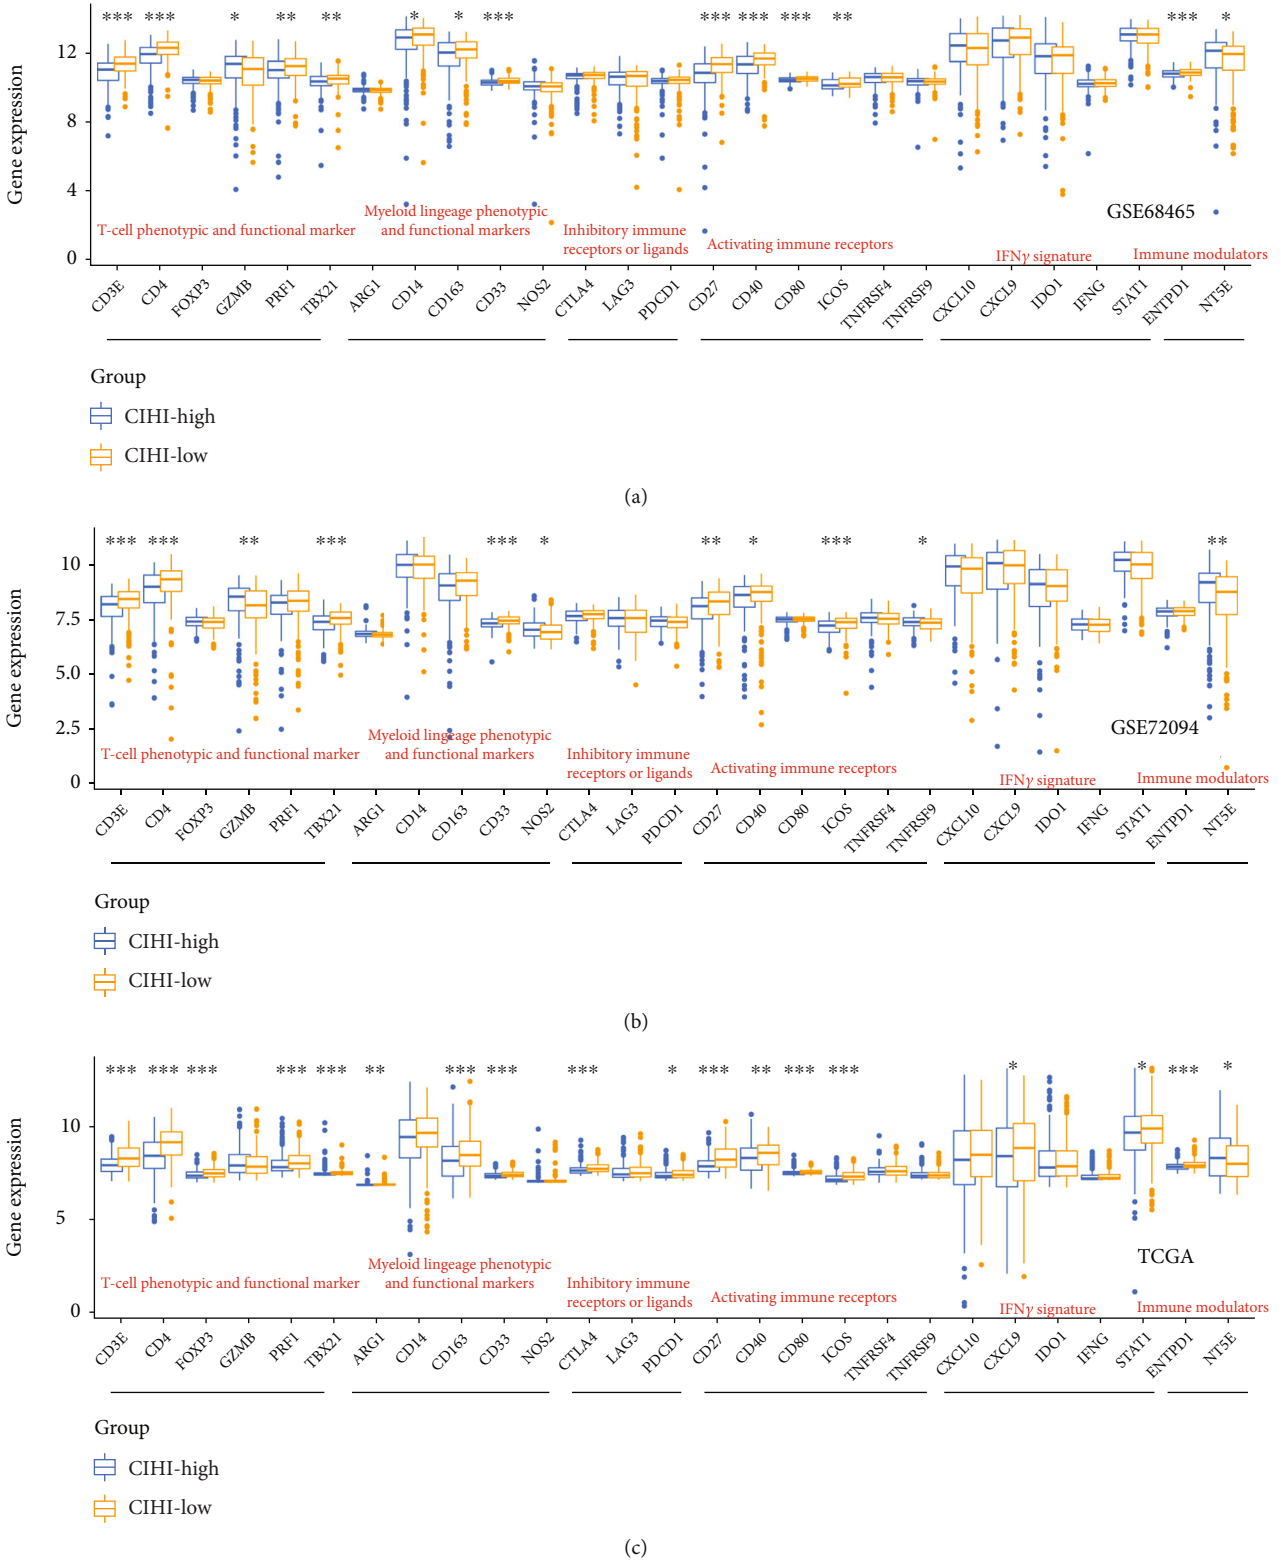 *** *** * ** ** * * *** *** *** *** ** *** *
Gene expression
12
8
4
0
T-cell phenotypic and functional marker
Myeloid lingeage phenotypic
and functional markers
Inhibitory immune
receptors or ligands
Activating immune receptors
GSE68465
IFNγ signature
Immune modulators
CD3E CD4 FOXP3 GZMB PRF1 TBX21 ARG1 CD14 CD163 CD33 NOS2 CTLA4 LAG3 PDCD1 CD27 CD40 CD80 ICOS TNFRSF4 TNFRSF9 CXCL10 CXCL9 IDO1 IFNG STAT1 ENTPD1 NT5E
Group
CIHI-high
CIHI-low
(a)
*** *** ** *** *** * ** * *** * **
Gene expression
10
7.5
5.0
2.5
0
T-cell phenotypic and functional marker
Myeloid lingeage phenotypic
and functional markers
Inhibitory immune
receptors or ligands
Activating immune receptors
GSE72094
IFNγ signature
Immune modulators
CD3E CD4 FOXP3 GZMB PRF1 TBX21 ARG1 CD14 CD163 CD33 NOS2 CTLA4 LAG3 PDCD1 CD27 CD40 CD80 ICOS TNFRSF4 TNFRSF9 CXCL10 CXCL9 IDO1 IFNG STAT1 ENTPD1 NT5E
Group
CIHI-high
CIHI-low
(b)
*** *** *** *** *** ** *** *** *** * *** ** *** *** * * *** *
Gene expression
10
5
0
T-cell phenotypic and functional marker
Myeloid lingeage phenotypic
and functional markers
Inhibitory immune
receptors or ligands
Activating immune receptors
TCGA
IFNγ signature
Immune modulators
CD3E CD4 FOXP3 GZMB PRF1 TBX21 ARG1 CD14 CD163 CD33 NOS2 CTLA4 LAG3 PDCD1 CD27 CD40 CD80 ICOS TNFRSF4 TNFRSF9 CXCL10 CXCL9 IDO1 IFNG STAT1 ENTPD1 NT5E
Group
CIHI-high
CIHI-low
(c)